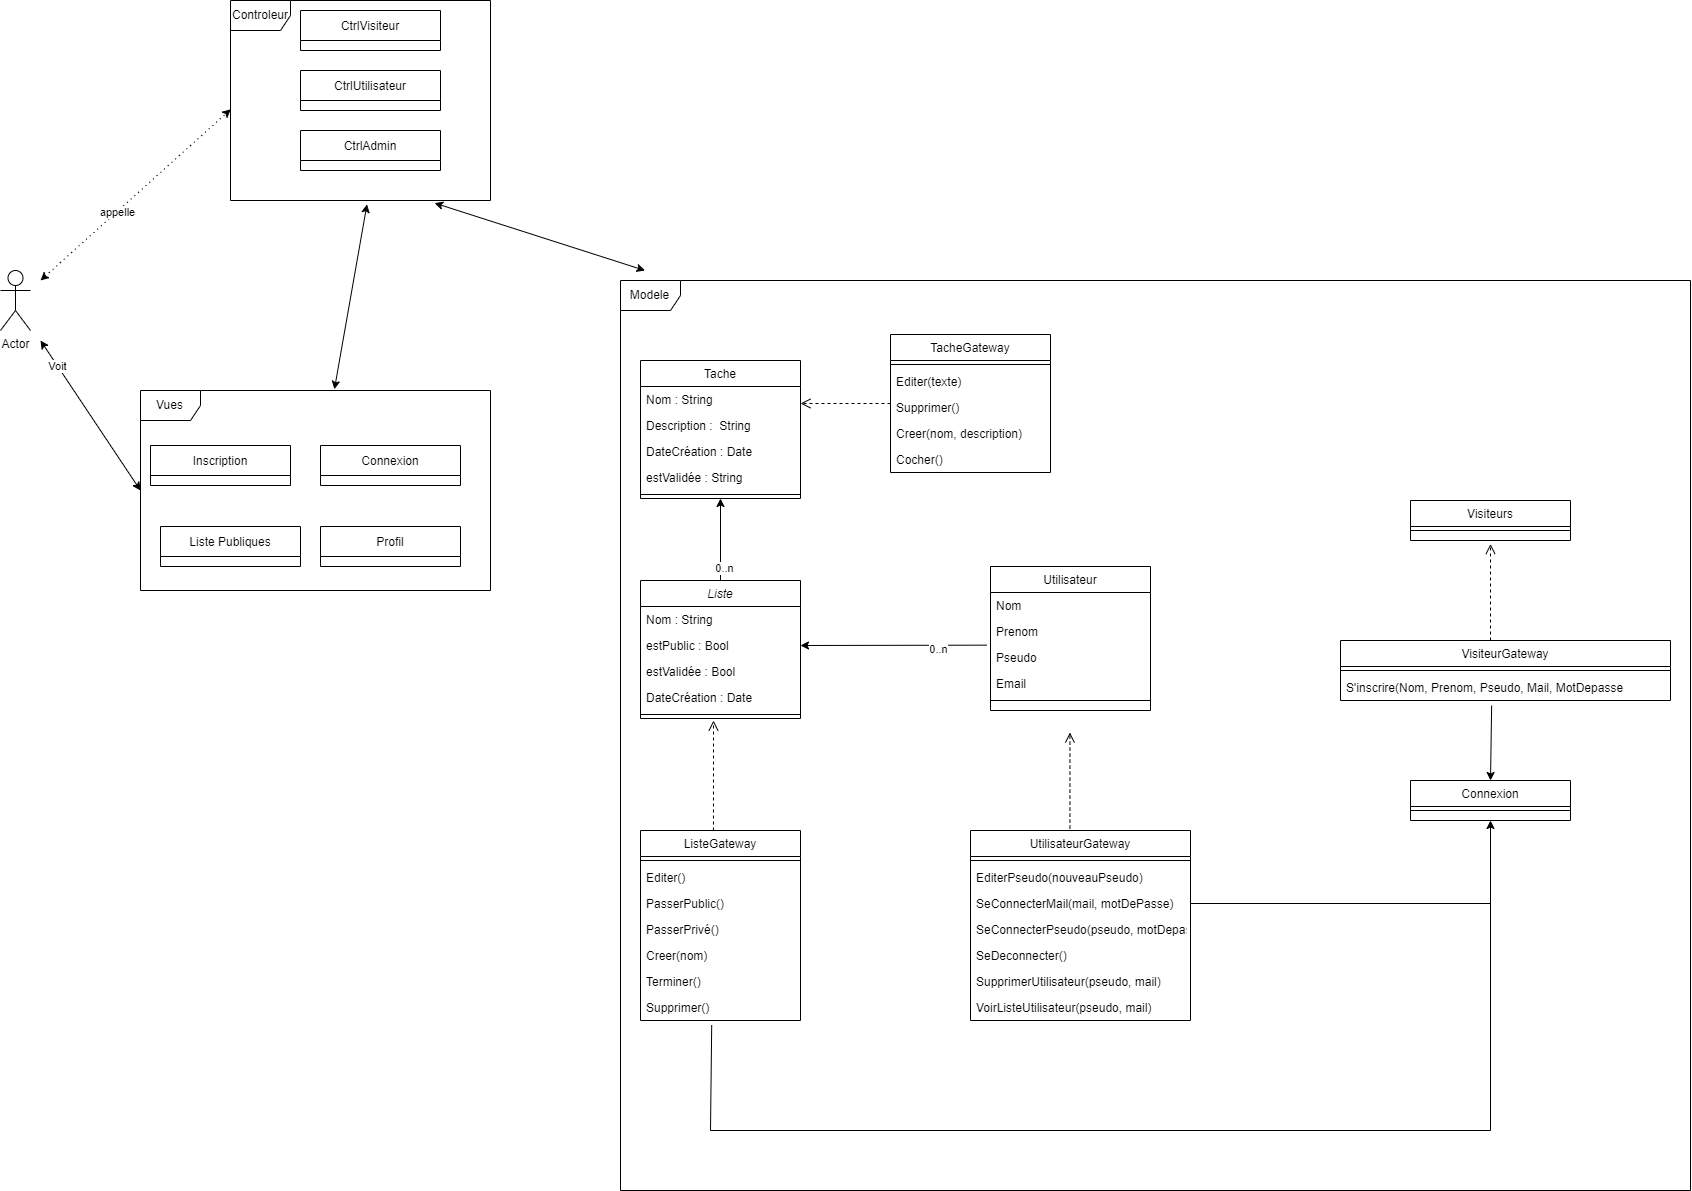 Controleur
CtrlVisiteur
CtrlUtilisateur
CtrlAdmin
appelle
Actor
Voit
Vues
Inscription
Connexion
Liste Publiques
Profil
Modele
Tache
Nom : String
Description :  String
DateCréation : Date
estValidée : String
TacheGateway
Editer(texte)
Supprimer()
Creer(nom, description)
Cocher()
0..n
Liste
Nom : String
estPublic : Bool
estValidée : Bool
DateCréation : Date
0..n
Utilisateur
Nom
Prenom
Pseudo
Email
Visiteurs
VisiteurGateway
S'inscrire(Nom, Prenom, Pseudo, Mail, MotDepasse
Connexion
ListeGateway
Editer()
PasserPublic()
PasserPrivé()
Creer(nom)
Terminer()
Supprimer()
UtilisateurGateway
EditerPseudo(nouveauPseudo)
SeConnecterMail(mail, motDePasse)
SeConnecterPseudo(pseudo, motDepa
SeDeconnecter()
SupprimerUtilisateur(pseudo, mail)
VoirListeUtilisateur(pseudo, mail)